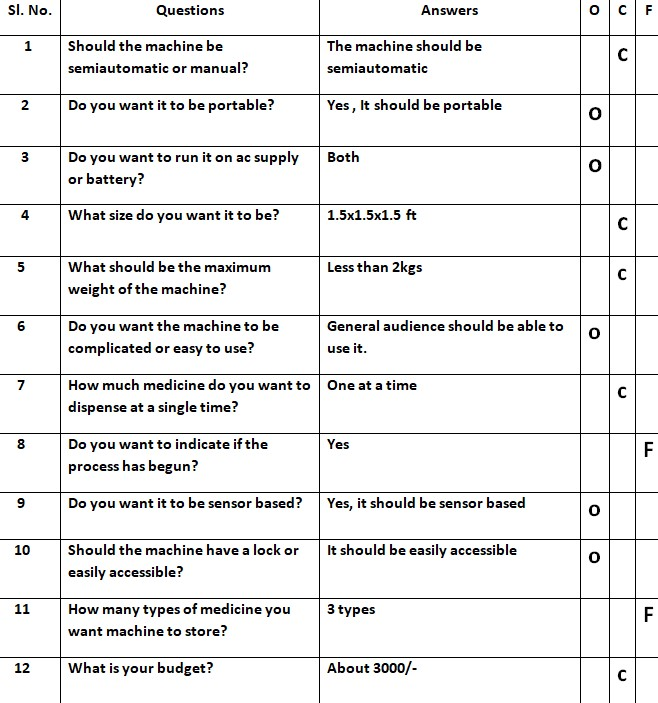 Sl. No. Questions Answers O C F
1 Should the machine be The machine should be C
semiautomatic or manual? semiautomatic
2 Do you want it to be portable? Yes , It should be portable O
3 Do you want to run it on ac supply Both O
or battery?
4 What size do you want it to be? 1.5x1.5x1.5 ft C
5 What should be the maximum Less than 2kgs C
weight of the machine?
6 Do you want the machine to be General audience should be able to O
complicated or easy to use? use it.
7 How much medicine do you want to One at a time C
dispense at a single time?
8 Do you want to indicate if the Yes F
process has begun?
9 Do you want it to be sensor based? Yes, it should be sensor based O
10 Should the machine have a lock or It should be easily accessible O
easily accessible?
11 How many types of medicine you 3 types F
want machine to store?
12 What is your budget? About 3000/- C